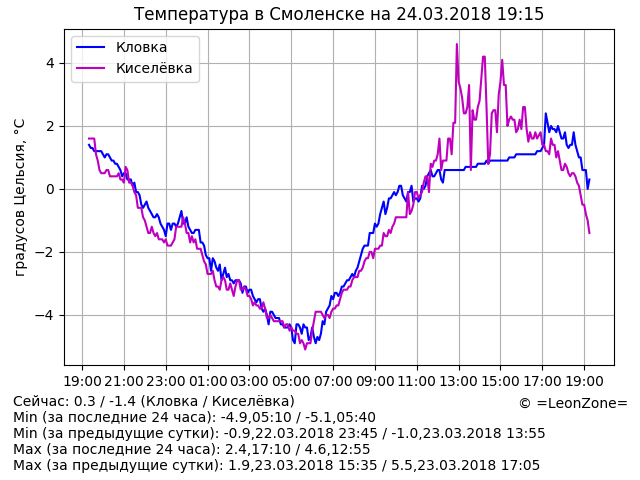 Температура в Смоленске на 24.03.2018 19:15
Кловка
Киселёвка
градусов Цельсия, °C
4
2
0
−2
−4
19:00 21:00 23:00 01:00 03:00 05:00 07:00 09:00 11:00 13:00 15:00 17:00 19:00
Сейчас: 0.3 / -1.4 (Кловка / Киселёвка)
© =LeonZone=
Min (за последние 24 часа): -4.9,05:10 / -5.1,05:40
Min (за предыдущие сутки): -0.9,22.03.2018 23:45 / -1.0,23.03.2018 13:55
Max (за последние 24 часа): 2.4,17:10 / 4.6,12:55
Max (за предыдущие сутки): 1.9,23.03.2018 15:35 / 5.5,23.03.2018 17:05